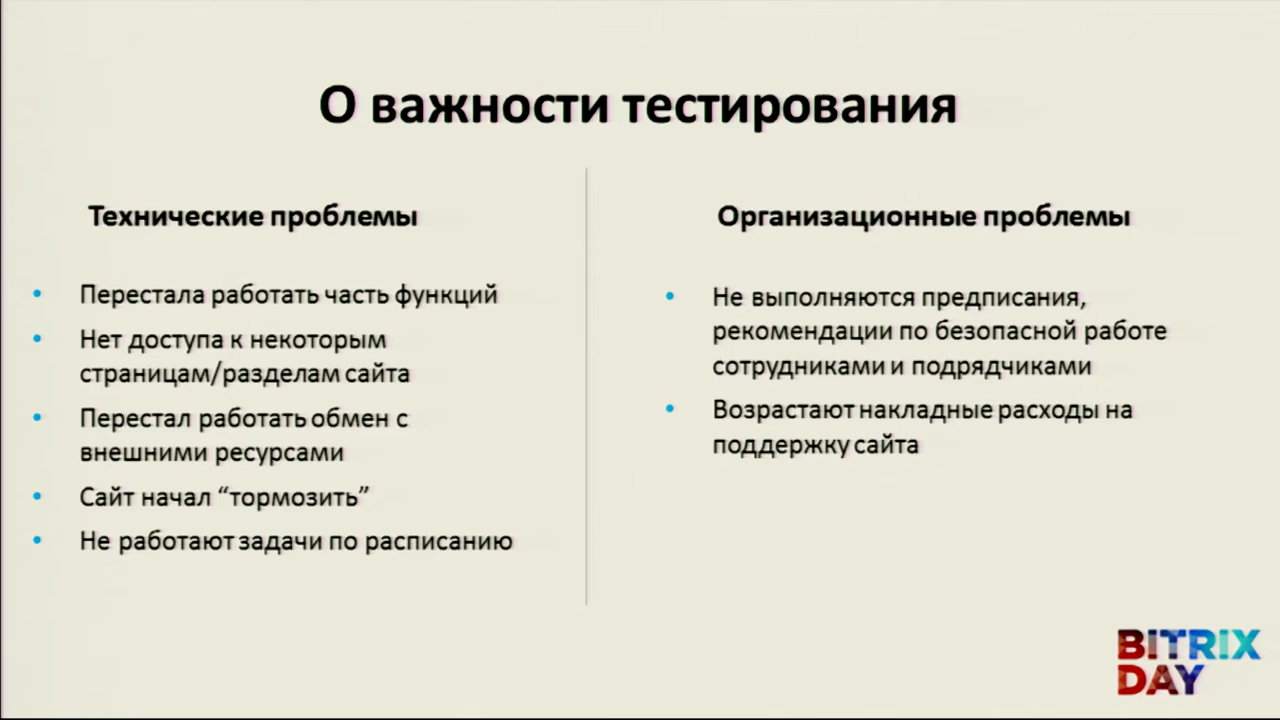 О важности тестирования
Технические проблемы
Перестала работать часть функций
Нет доступа к некоторым
страницам/разделам сайта
Перестал работать обмен с
внешними ресурсами
Сайт начал “тормозить”
Не работают задачи по расписанию
Организационные проблемы
Не выполняются предписания,
рекомендации по безопасной работе
сотрудниками и подрядчиками
Возрастают накладные расходы на
поддержку сайта
BITRIX
DAY